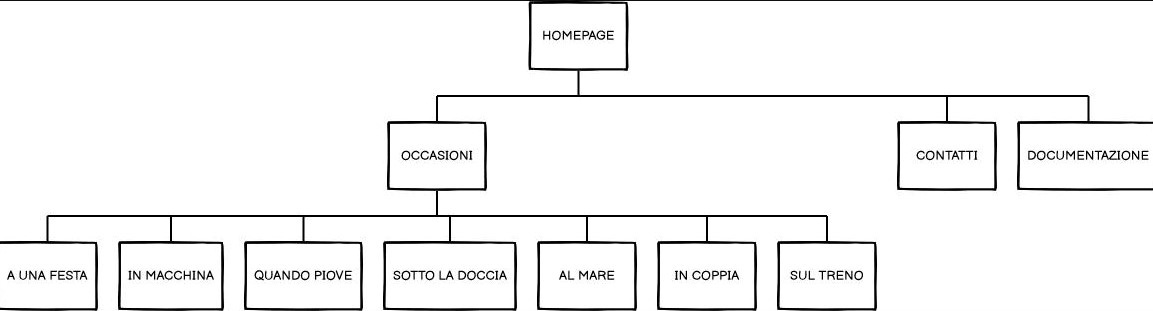 HOMEPAGE
OCCASIONI
CONTATTI
DOCUMENTAZIONE
A UNA FESTA
IN MACCHINA
QUANDO PIOVE
SOTTO LA DOCCIA
AL MARE
IN COPPIA
SUL TRENO